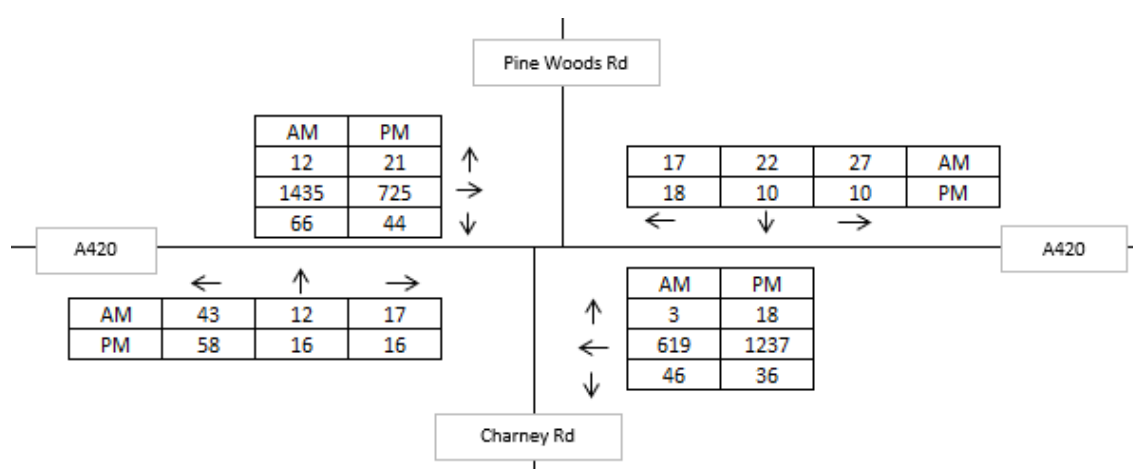 Pine Woods Rd
AM PM
12 21
1435 725
66 44
17 22 27 AM
18 10 10 PM
A420
A420
AM 43 12 17
PM 58 16 16
AM PM
3 18
619 1237
46 36
Charney Rd